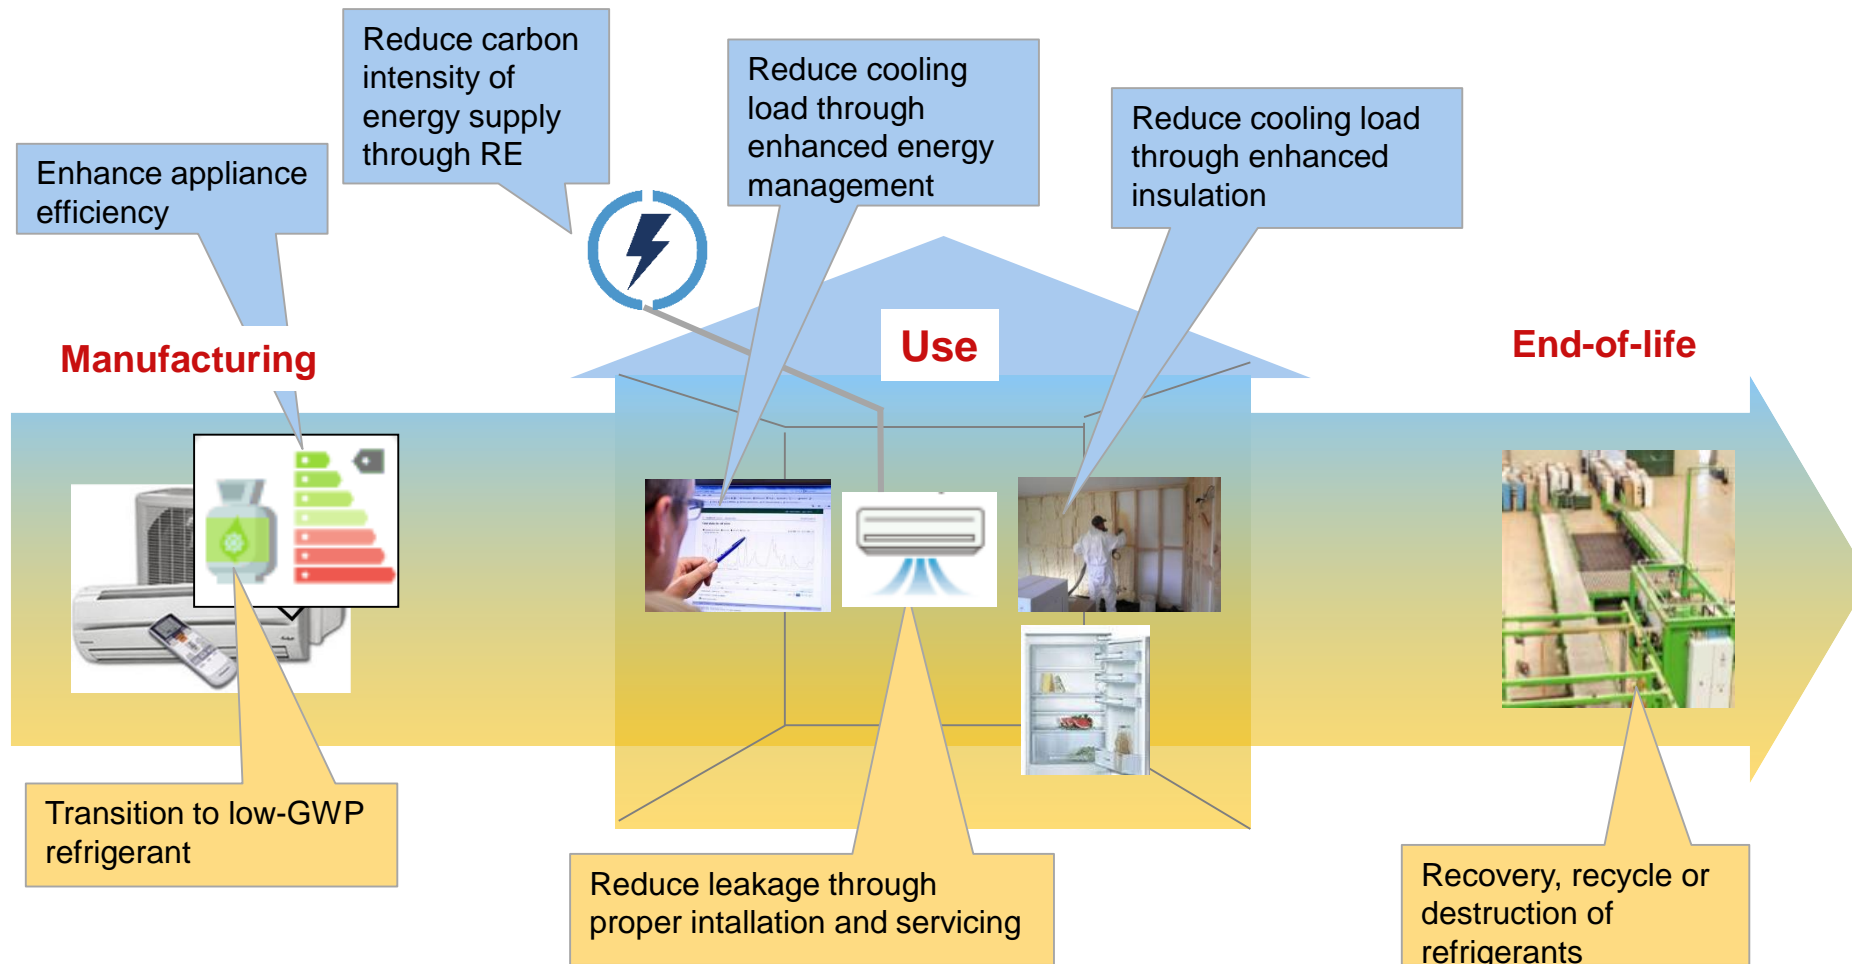 Reduce carbon
intensity of
energy supply
through RE
Reduce cooling
load through
enhanced energy
management
Reduce cooling load
through enhanced
insulation
Enhance appliance
efficiency
Manufacturing
Use
End-of-life
Transition to low-GWP
refrigerant
Reduce leakage through
proper intallation and servicing
Recovery, recycle or
destruction of
refrigerants